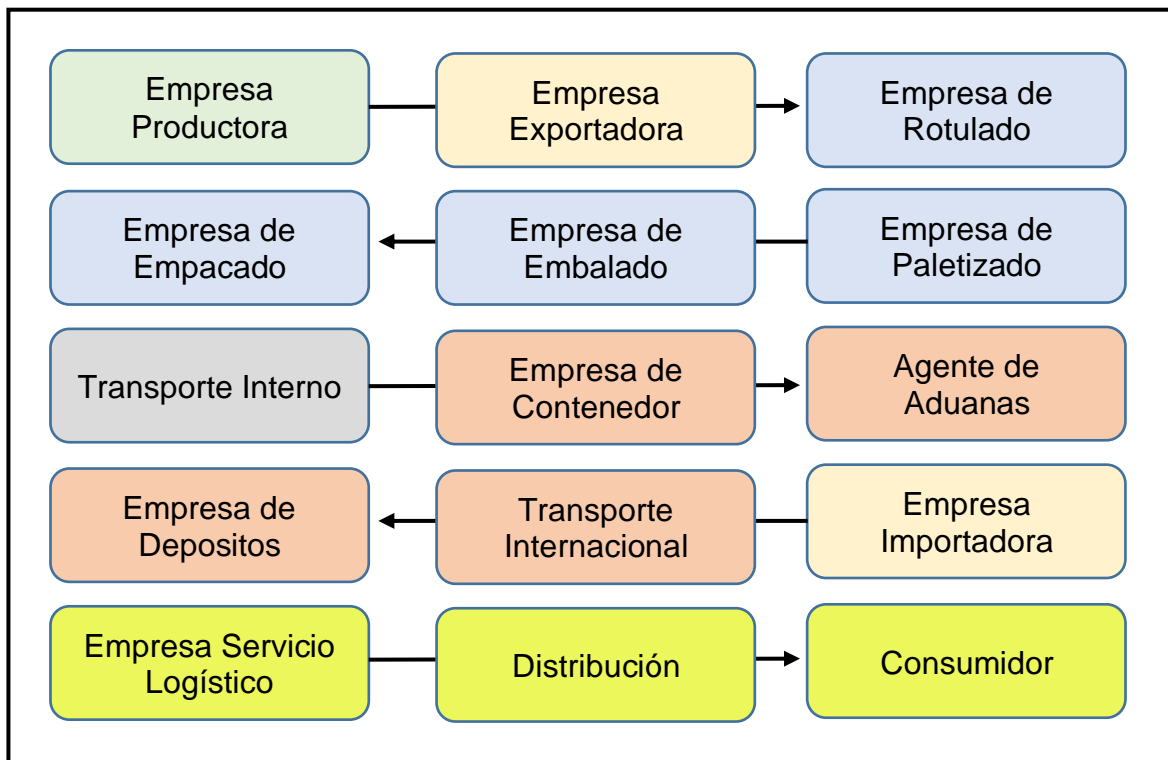 Empresa
Productora
Empresa
Exportadora
Empresa de
Rotulado
Empresa de
Empacado
Empresa de
Embalado
Empresa de
Paletizado
Transporte Interno
Empresa de
Contenedor
Agente de
Aduanas
Empresa de
Depositos
Transporte
Internacional
Empresa
Importadora
Empresa Servicio
Logístico
Distribución
Consumidor